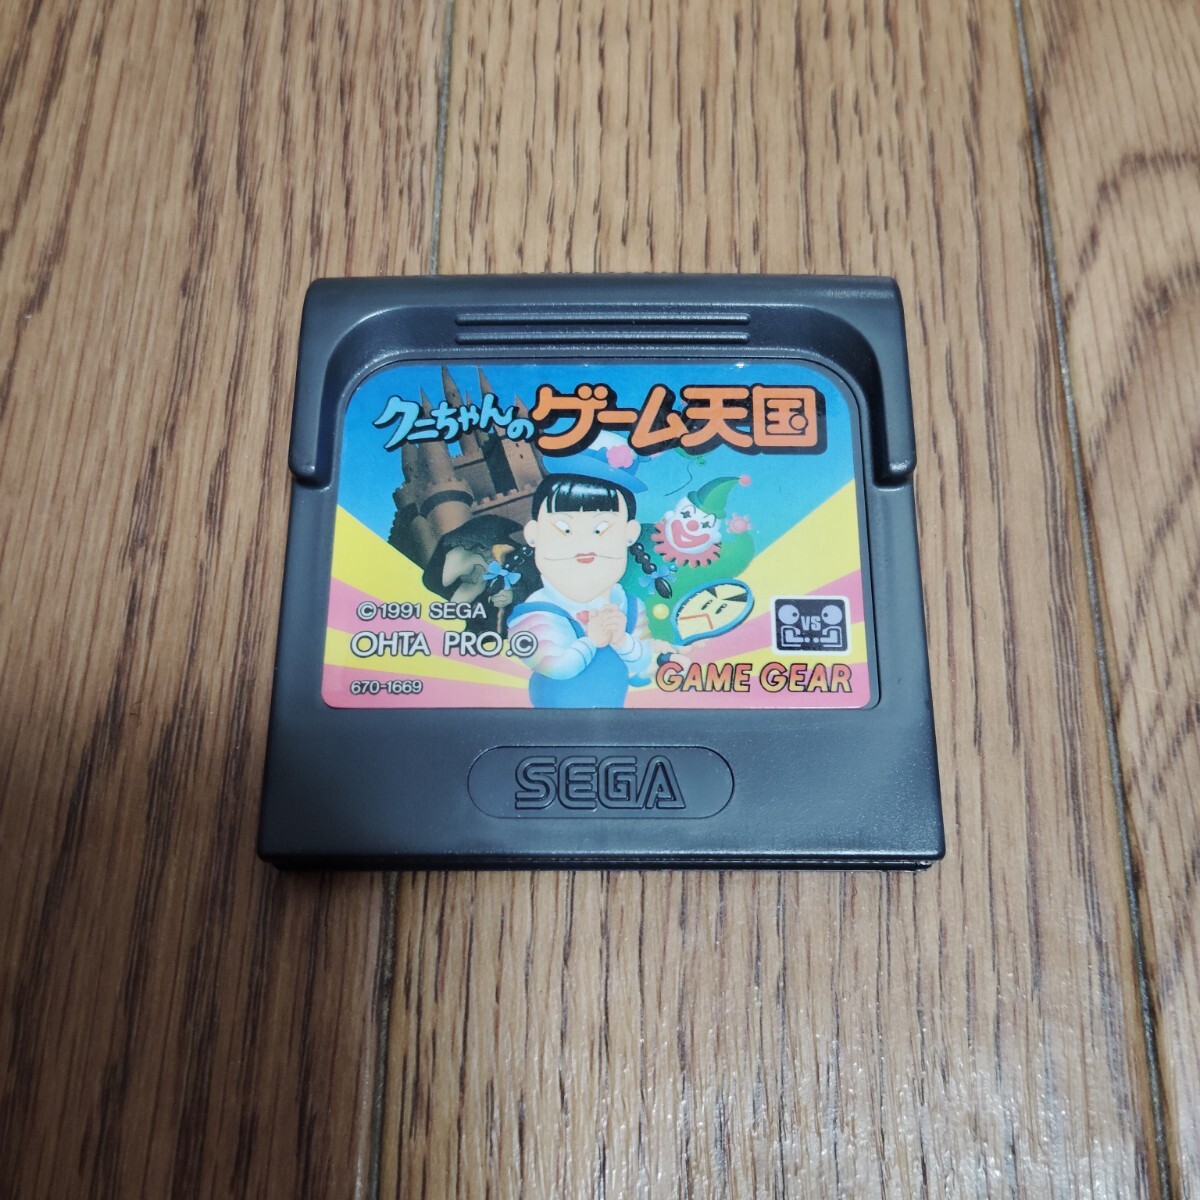 クニちゃんのゲーム天国
©1991 SEGA
OHTA PRO.©
670-1669
VS
GAME GEAR
SEGA